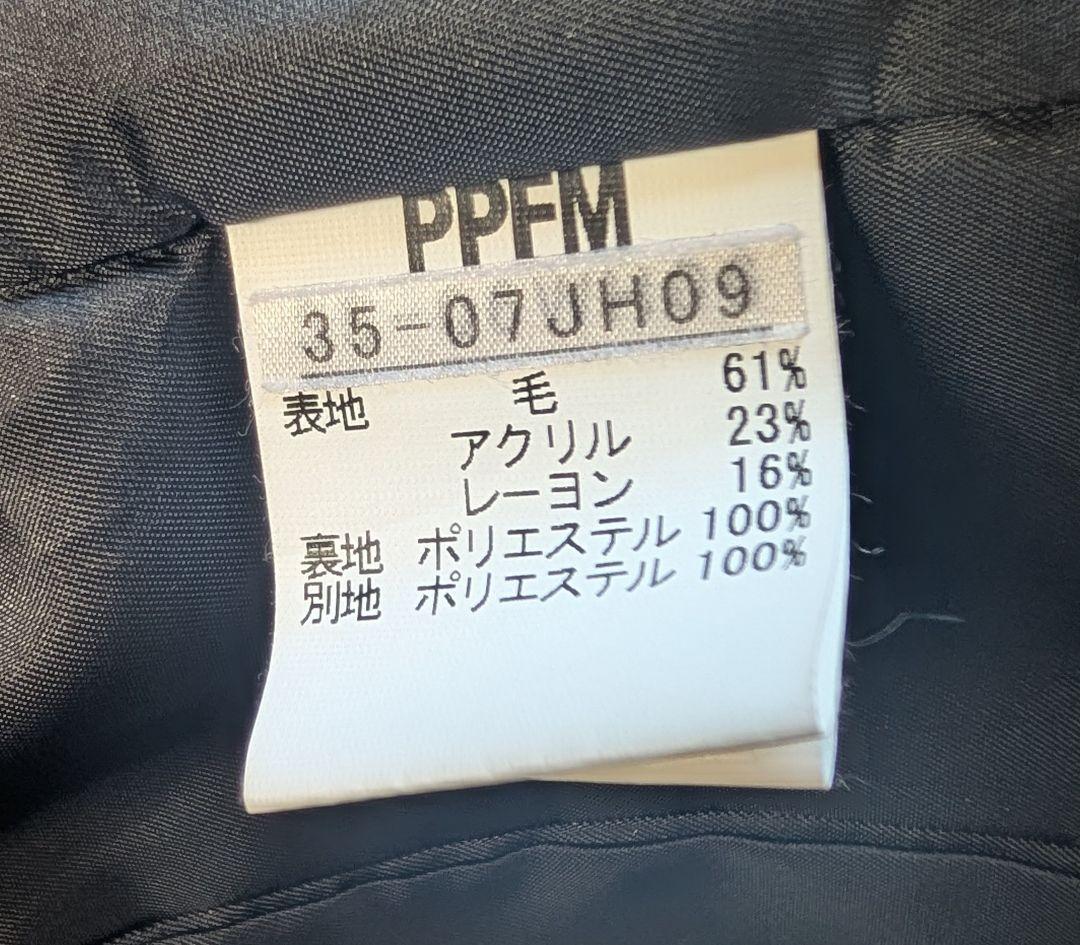 PPFM
35-07JH09
表地 毛 61%
アクリル 23%
レーヨン 16%
裏地 ポリエステル 100%
別地 ポリエステル 100%